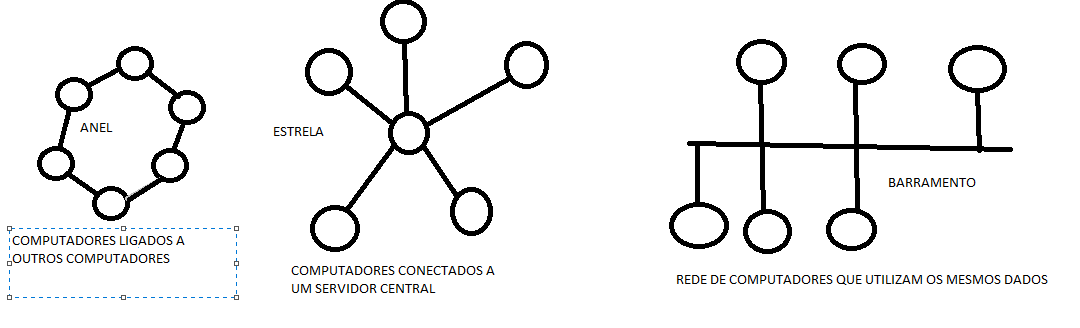 ANEL
COMPUTADORES LIGADOS A
OUTROS COMPUTADORES
ESTRELA
COMPUTADORES CONECTADOS A
UM SERVIDOR CENTRAL
BARRAMENTO
REDE DE COMPUTADORES QUE UTILIZAM OS MESMOS DADOS